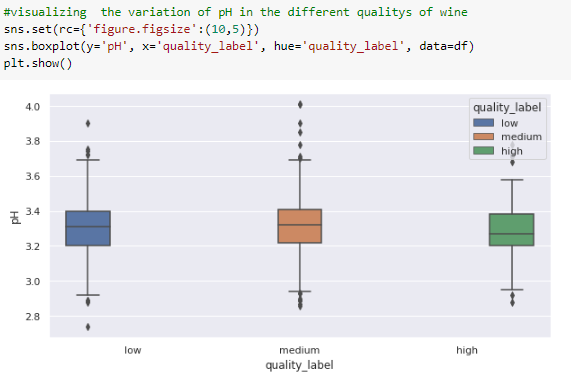 #visualizing  the variation of pH in the different qualitys of wine
sns.set(rc={'figure.figsize':(10,5)})
sns.boxplot(y='pH', x='quality_label', hue='quality_label', data=df)
plt.show()
quality_label
low
medium
high
4.0
3.8
3.6
3.4
3.2
3.0
2.8
pH
low medium high
quality_label